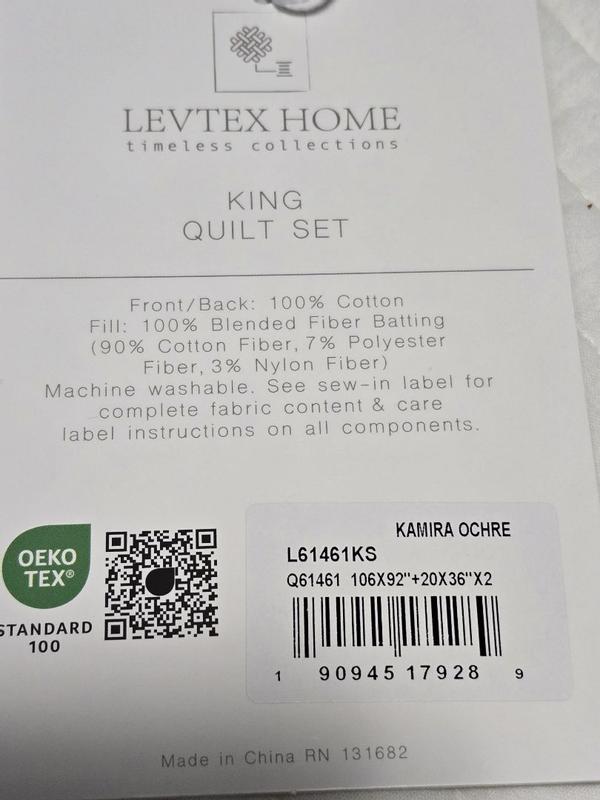 LEVTEX HOME
timeless collections
KING
QUILT SET
Front/Back: 100% Cotton
Fill: 100% Blended Fiber Batting
(90% Cotton Fiber, 7% Polyester
Fiber, 3% Nylon Fiber)
Machine washable. See sew-in label for
complete fabric content & care
label instructions on all components.
OEKO
TEX®
STANDARD
100
KAMIRA OCHRE
L61461KS
Q61461 106X92"+20X36"X2
1 90945 17928 9
Made in China RN 131682